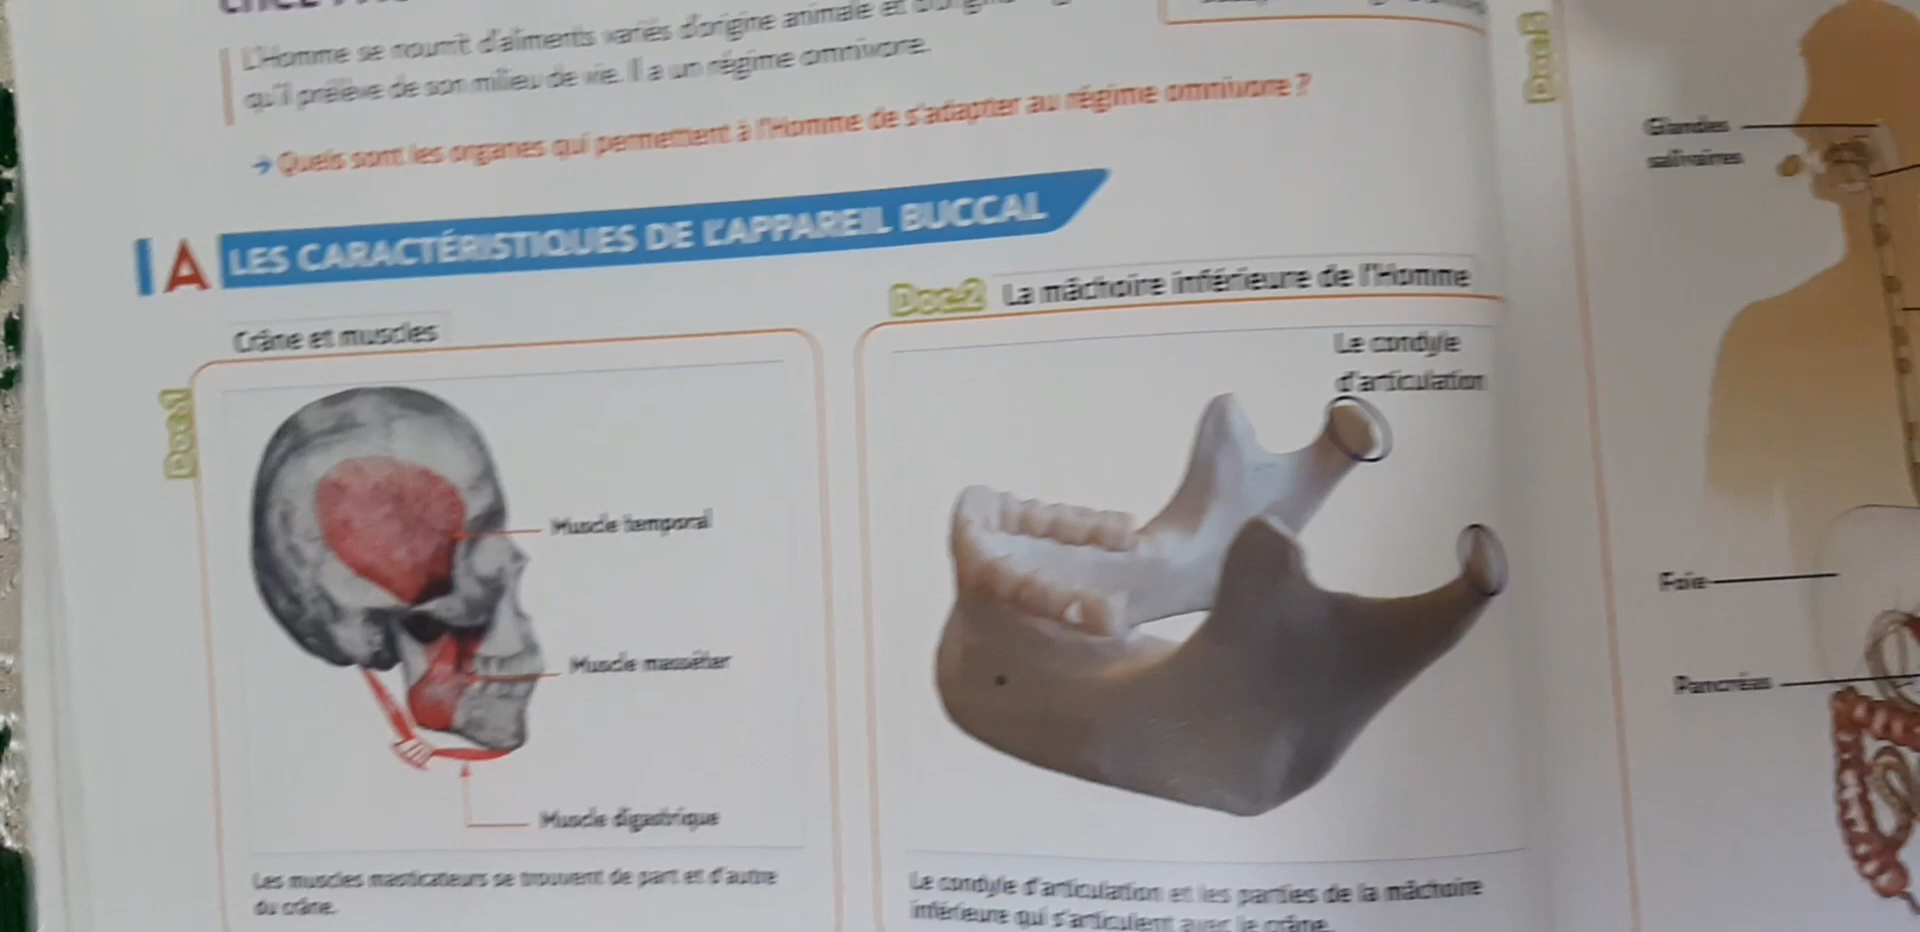 L'Homme se nourrit d'aliments variés d'origine animale et
qu'il prélève de son milieu de vie. Il a un régime omnivore.
→ Quels sont les organes qui permettent à l'Homme de s'adapter au régime omnivore ?
A LES CARACTÉRISTIQUES DE L'APPAREIL BUCCAL
Doc.1
Crâne et muscles
Muscle temporal
Muscle masséter
Muscle digastrique
Les muscles masticateurs se trouvent de part et d'autre
du crâne.
Doc.2 La mâchoire inférieure de l'Homme
Le condyle
d'articulation
Le condyle d'articulation et les parties de la mâchoire
inférieure qui s'articulent avec le crâne.
Glandes
salivaires
Foie
Pancréas